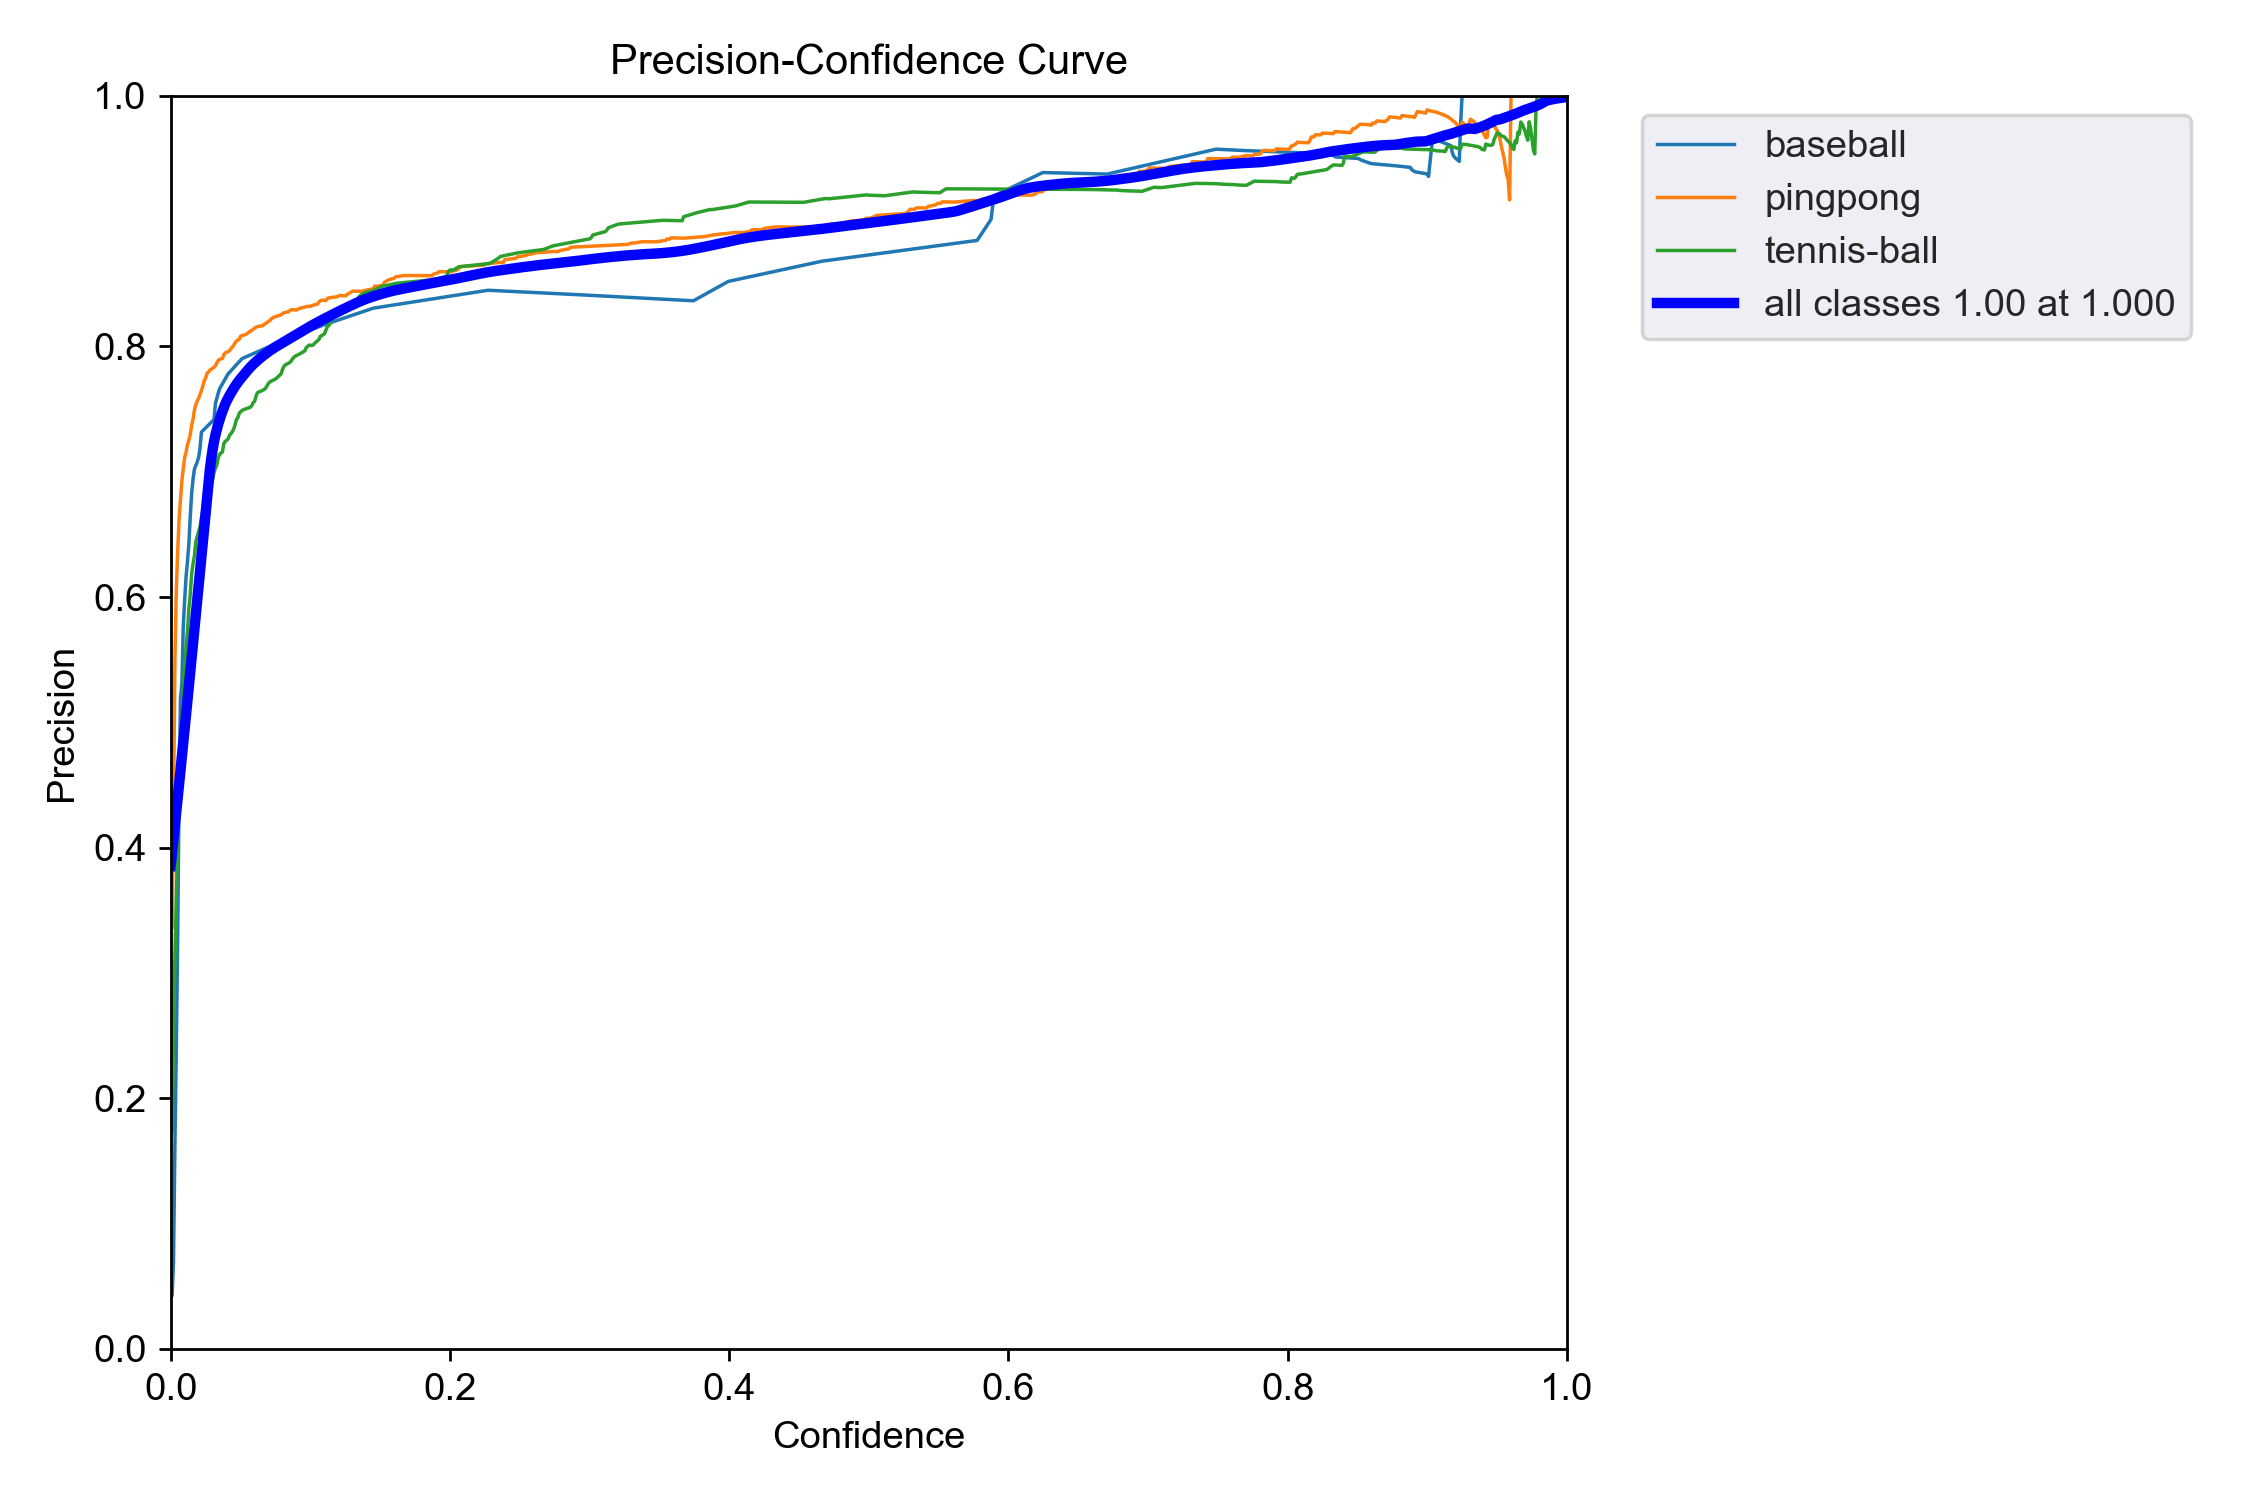 Precision-Confidence Curve
1.0
0.8
0.6
0.4
0.2
0.0
Precision
0.0 0.2 0.4 0.6 0.8 1.0
Confidence
baseball
pingpong
tennis-ball
all classes 1.00 at 1.000